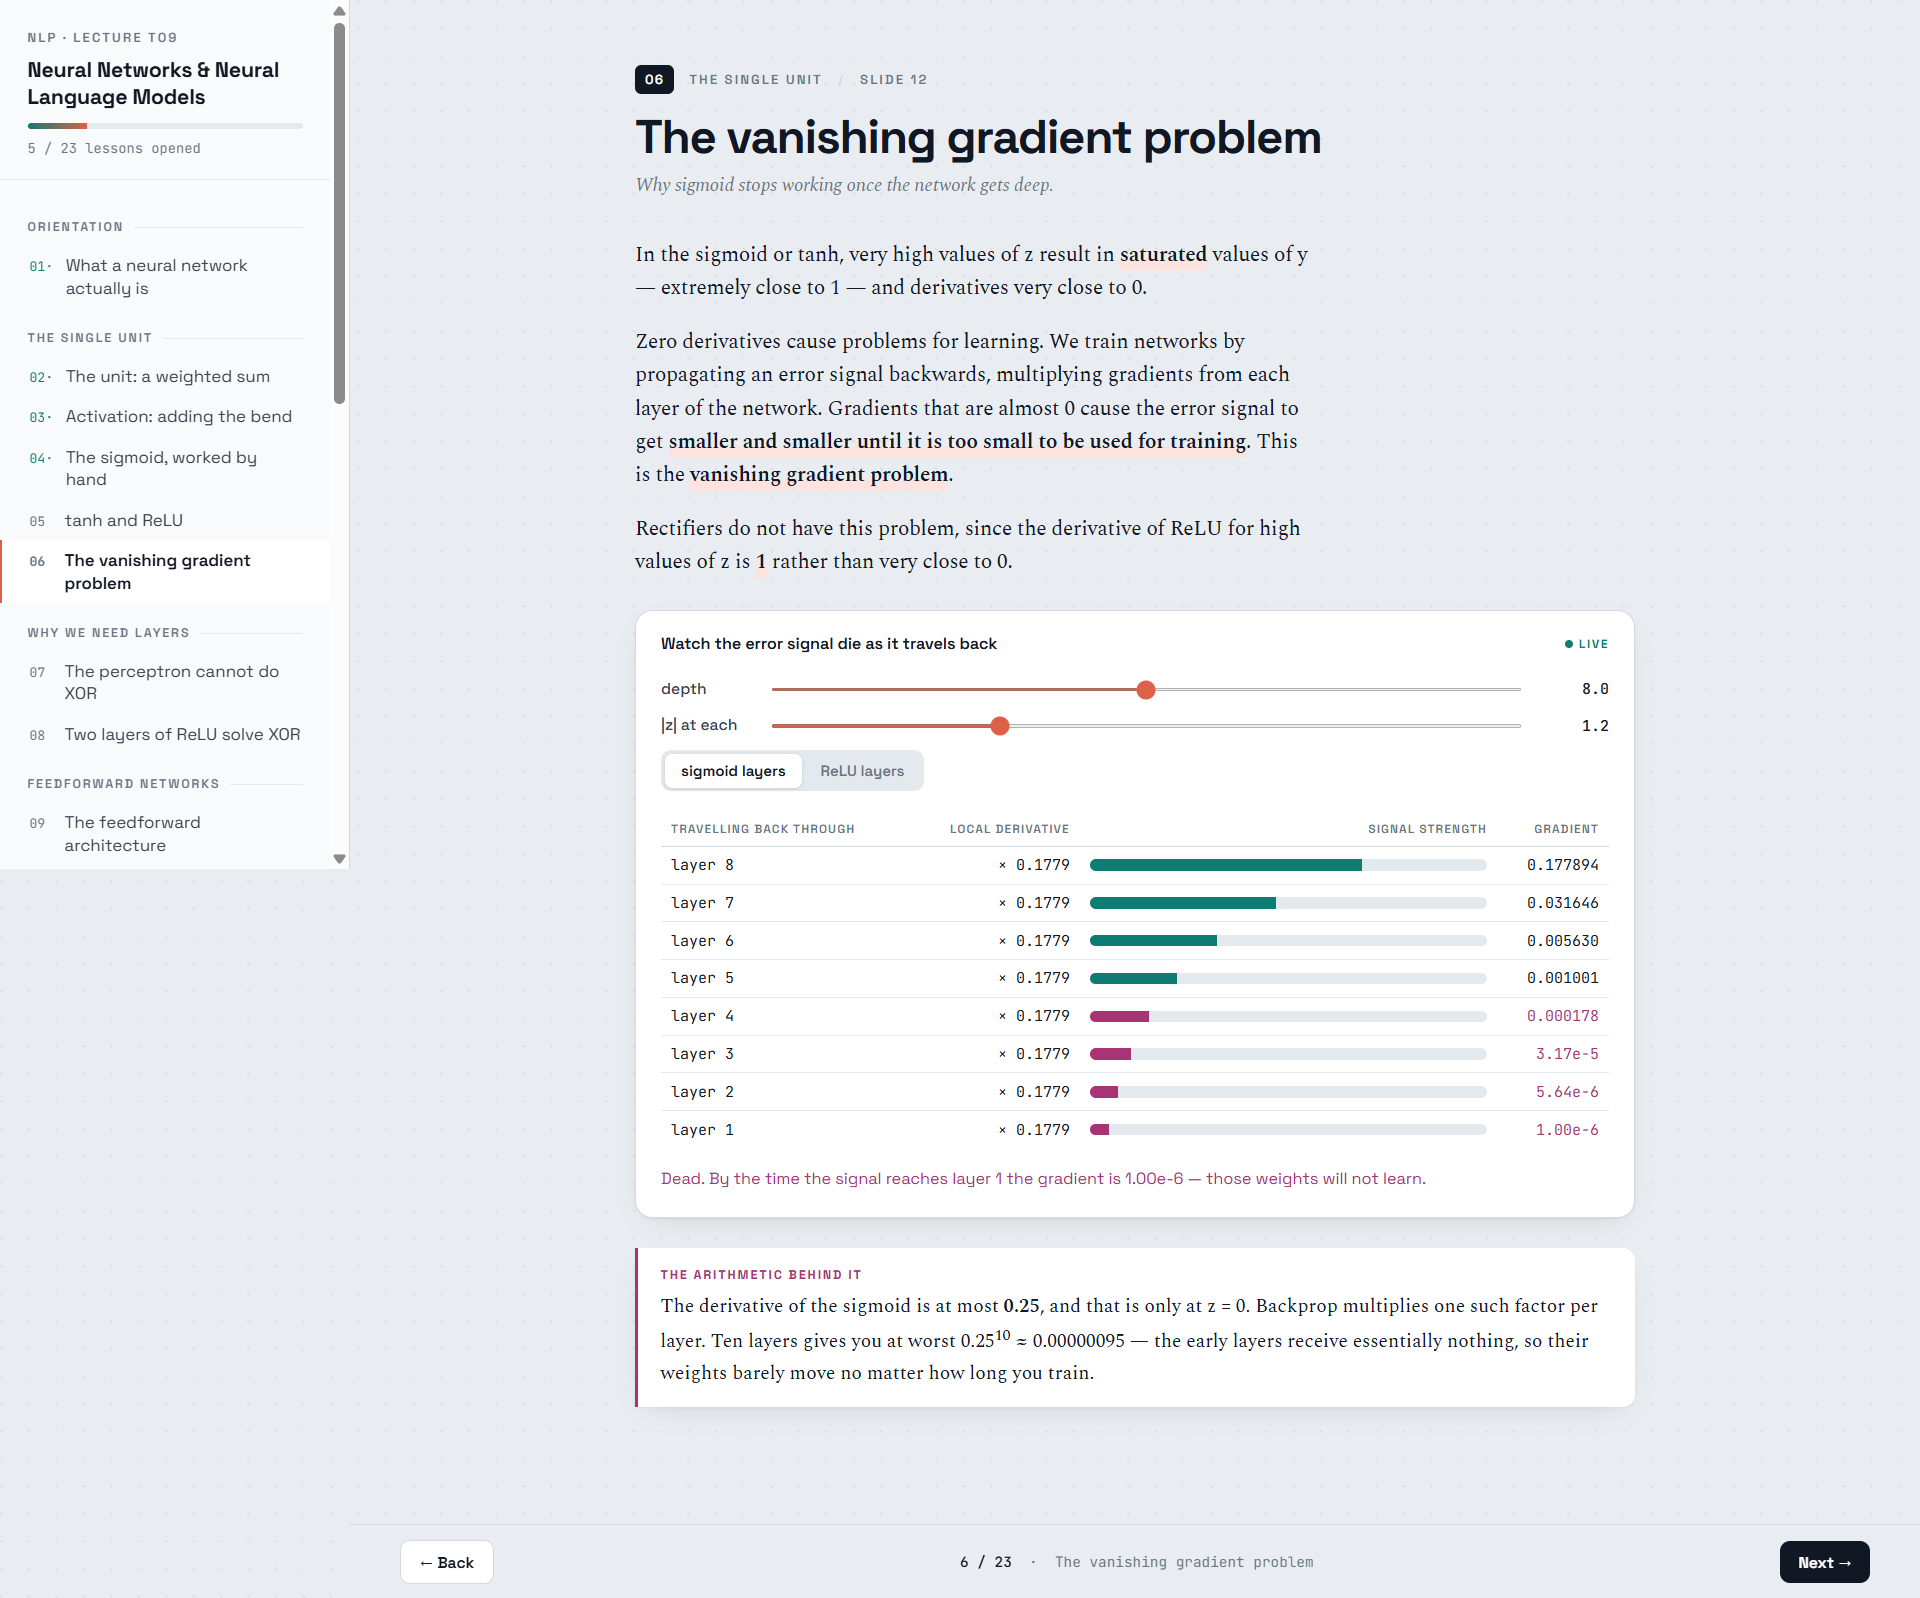 NLP · LECTURE T09
Neural Networks & Neural
Language Models
5 / 23 lessons opened
ORIENTATION
01· What a neural network
actually is
THE SINGLE UNIT
02· The unit: a weighted sum
03· Activation: adding the bend
04· The sigmoid, worked by
hand
05 tanh and ReLU
06 The vanishing gradient
problem
WHY WE NEED LAYERS
07 The perceptron cannot do
XOR
08 Two layers of ReLU solve XOR
FEEDFORWARD NETWORKS
09 The feedforward
architecture
06 THE SINGLE UNIT / SLIDE 12
The vanishing gradient problem
Why sigmoid stops working once the network gets deep.
In the sigmoid or tanh, very high values of z result in saturated values of y
— extremely close to 1 — and derivatives very close to 0.
Zero derivatives cause problems for learning. We train networks by
propagating an error signal backwards, multiplying gradients from each
layer of the network. Gradients that are almost 0 cause the error signal to
get smaller and smaller until it is too small to be used for training. This
is the vanishing gradient problem.
Rectifiers do not have this problem, since the derivative of ReLU for high
values of z is 1 rather than very close to 0.
Watch the error signal die as it travels back LIVE
depth 8.0
|z| at each 1.2
sigmoid layers ReLU layers
TRAVELLING BACK THROUGH LOCAL DERIVATIVE SIGNAL STRENGTH GRADIENT
layer 8 × 0.1779 0.177894
layer 7 × 0.1779 0.031646
layer 6 × 0.1779 0.005630
layer 5 × 0.1779 0.001001
layer 4 × 0.1779 0.000178
layer 3 × 0.1779 3.17e-5
layer 2 × 0.1779 5.64e-6
layer 1 × 0.1779 1.00e-6
Dead. By the time the signal reaches layer 1 the gradient is 1.00e-6 — those weights will not learn.
THE ARITHMETIC BEHIND IT
The derivative of the sigmoid is at most 0.25, and that is only at z = 0. Backprop multiplies one such factor per
layer. Ten layers gives you at worst 0.25¹⁰ ≈ 0.00000095 — the early layers receive essentially nothing, so their
weights barely move no matter how long you train.
← Back 6 / 23 · The vanishing gradient problem Next →